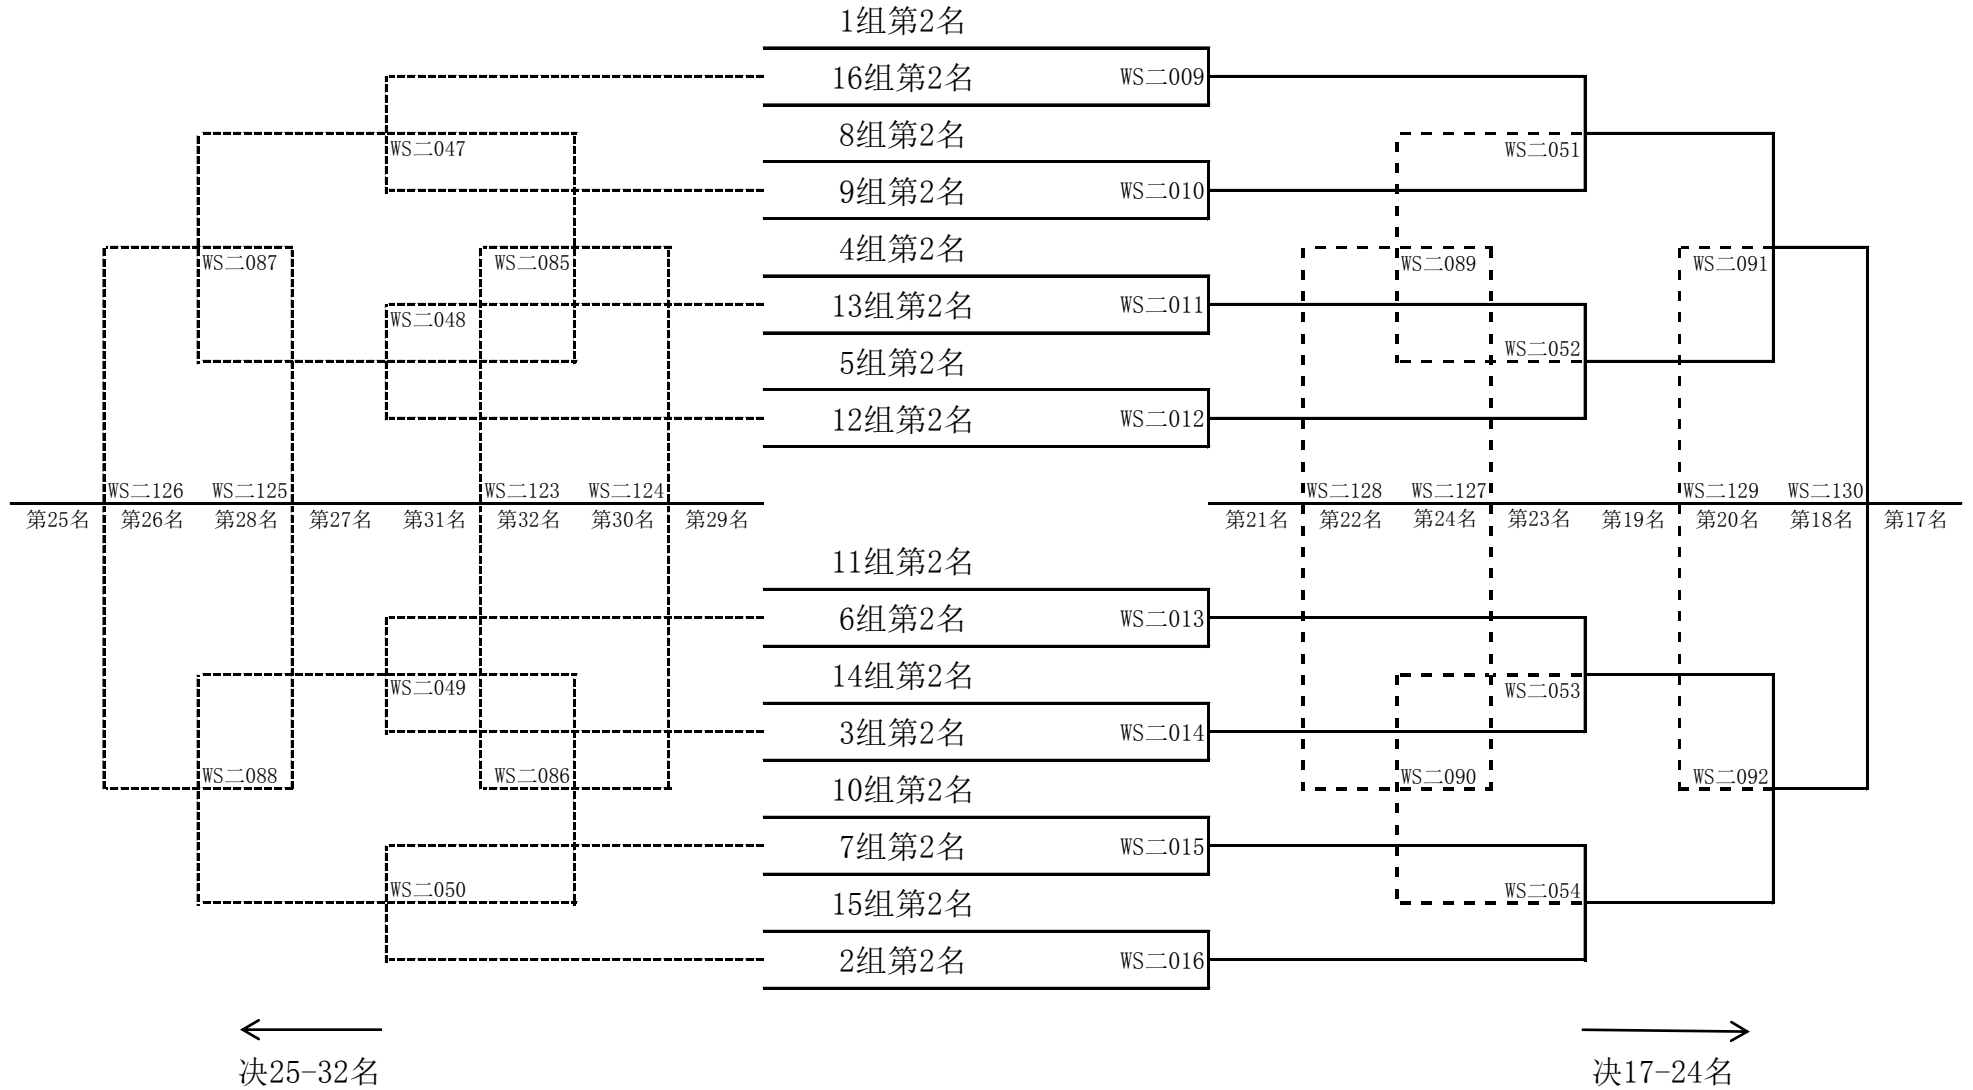 1组第2名
16组第2名 WS二009
8组第2名
WS二047 WS二051
9组第2名 WS二010
4组第2名
WS二087 WS二085 WS二089 WS二091
13组第2名 WS二011
WS二048 WS二052
5组第2名
12组第2名 WS二012
WS二126 WS二125 WS二123 WS二124 WS二128 WS二127 WS二129 WS二130
第25名 第26名 第28名 第27名 第31名 第32名 第30名 第29名 第21名 第22名 第24名 第23名 第19名 第20名 第18名 第17名
11组第2名
6组第2名 WS二013
14组第2名
WS二049 WS二053
3组第2名 WS二014
WS二088 WS二086 WS二090 WS二092
10组第2名
7组第2名 WS二015
WS二050 WS二054
15组第2名
2组第2名 WS二016
决25-32名 决17-24名